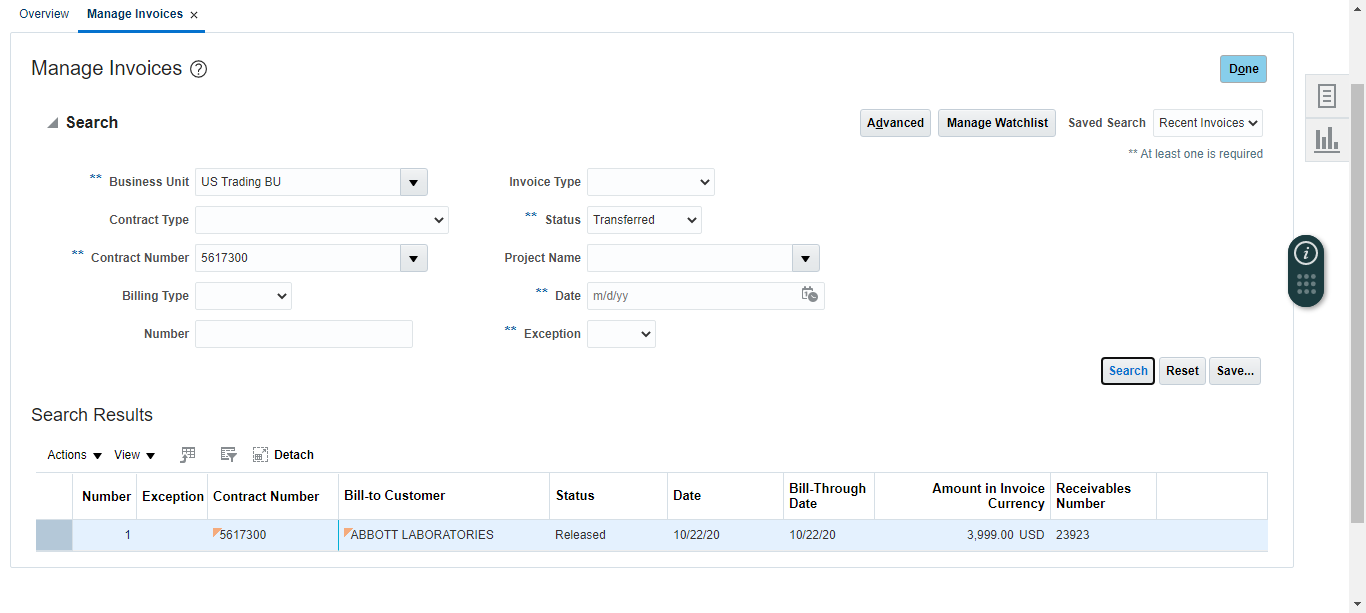 Overview Manage Invoices ×
Manage Invoices ?
Done
Search
Advanced Manage Watchlist Saved Search Recent Invoices
** At least one is required
** Business Unit US Trading BU
Invoice Type
Contract Type
** Status Transferred
** Contract Number 5617300
Project Name
Billing Type
** Date m/d/yy
Number
** Exception
Search Reset Save...
Search Results
Actions View Detach
Number Exception Contract Number Bill-to Customer Status Date Bill-Through Date Amount in Invoice Currency Receivables Number
1 5617300 ABBOTT LABORATORIES Released 10/22/20 10/22/20 3,999.00 USD 23923